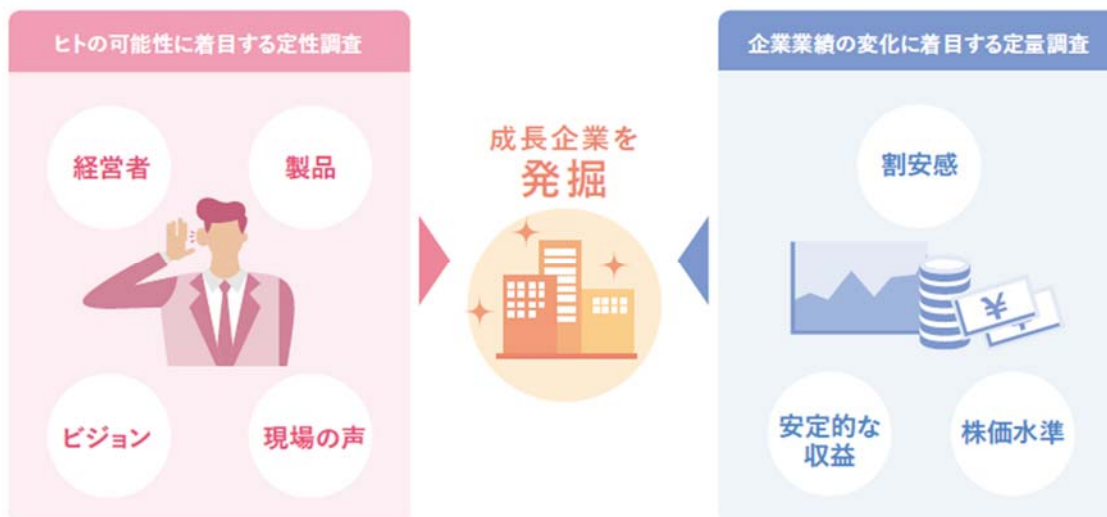 ヒトの可能性に着目する定性調査
経営者
製品
ビジョン
現場の声
成長企業を
発掘
企業業績の変化に着目する定量調査
割安感
¥
¥
安定的な
収益
株価水準